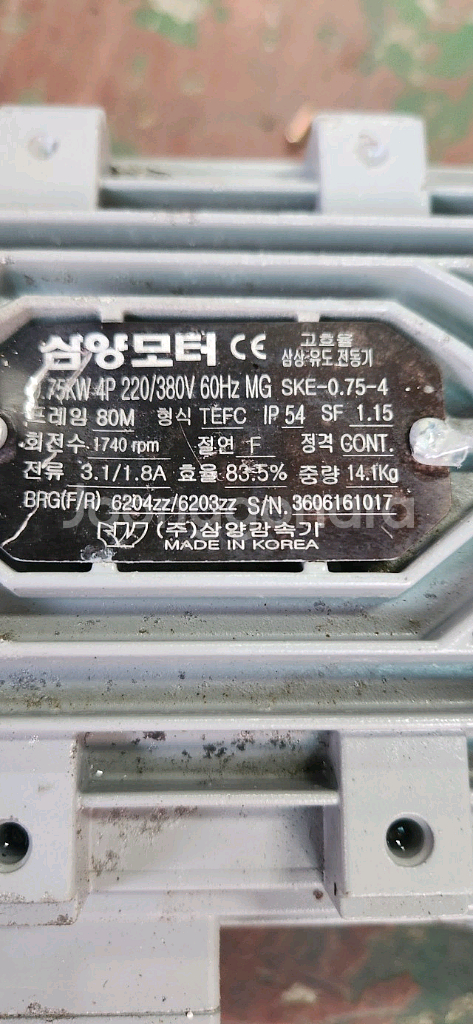 삼양모터 CE 고효율 삼상유도전동기
.75KW 4P 220/380V 60Hz MG SKE-0.75-4
프레임 80M 형식 TEFC IP 54 SF 1.15
회전수 1740 rpm 절연 F 정격 CONT.
전류 3.1/1.8A 효율 83.5% 중량 14.1Kg
BRG(F/R) 6204zz/6203zz S/N 3606161017
(주)삼양감속기
MADE IN KOREA